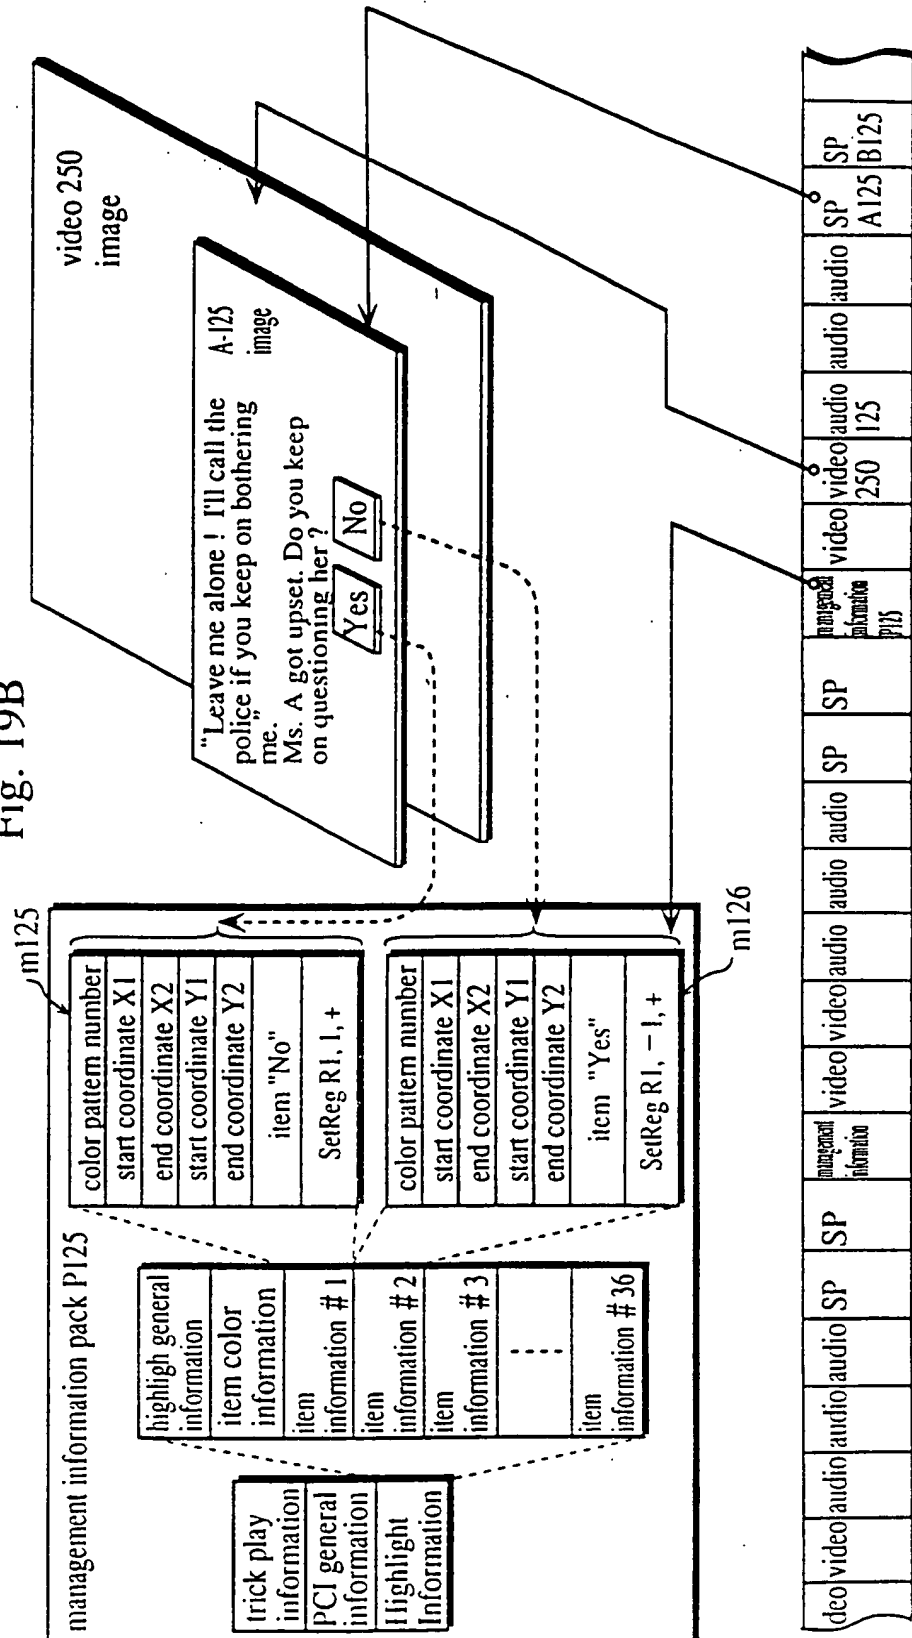 Fig. 19B
management information pack P125
trick play
information
PCI general
information
Highlight
Information
highligh general
information
item color
information
item
information # 1
item
information # 2
item
information # 3
item
information # 36
m125
color pattern number
start coordinate X1
end coordinate X2
start coordinate Y1
end coordinate Y2
item "No"
SetReg R1, 1, +
color pattern number
start coordinate X1
end coordinate X2
start coordinate Y1
end coordinate Y2
item "Yes"
SetReg R1, − 1, +
m126
video 250
image
A-125
image
"Leave me alone ! I'll call the
police if you keep on bothering
me."
Ms. A got upset. Do you keep
on questioning her ?
Yes
No
deo
video
audio
audio
audio
SP
SP
management
information
video
video
audio
audio
audio
SP
SP
management
information
P125
video
video
250
audio
125
audio
audio
SP
A125
SP
B125